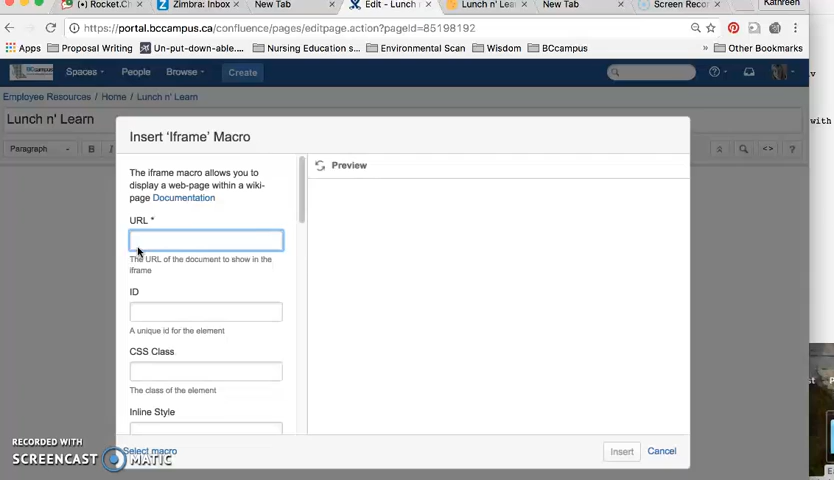 Rocket.Ch
Zimbra: Inbox
New Tab
Edit - Lunch n
Lunch n' Lear
New Tab
Screen Reco
Kathreen
https://portal.bccampus.ca/confluence/pages/editpage.action?pageId=85198192
Apps
Proposal Writing
Un-put-down-able....
Nursing Education s...
Environmental Scan
Wisdom
BCcampus
»
Other Bookmarks
BCcampus
Spaces
People
Browse
Create
Employee Resources / Home / Lunch n' Learn
Lunch n' Learn
with
Paragraph
B
I
<>
?
Insert 'Iframe' Macro
The iframe macro allows you to
display a web-page within a wiki-
page Documentation
URL *
The URL of the document to show in the
iframe
ID
A unique id for the element
CSS Class
The class of the element
Inline Style
Preview
Select macro
Insert
Cancel
RECORDED WITH
SCREENCAST MATIC